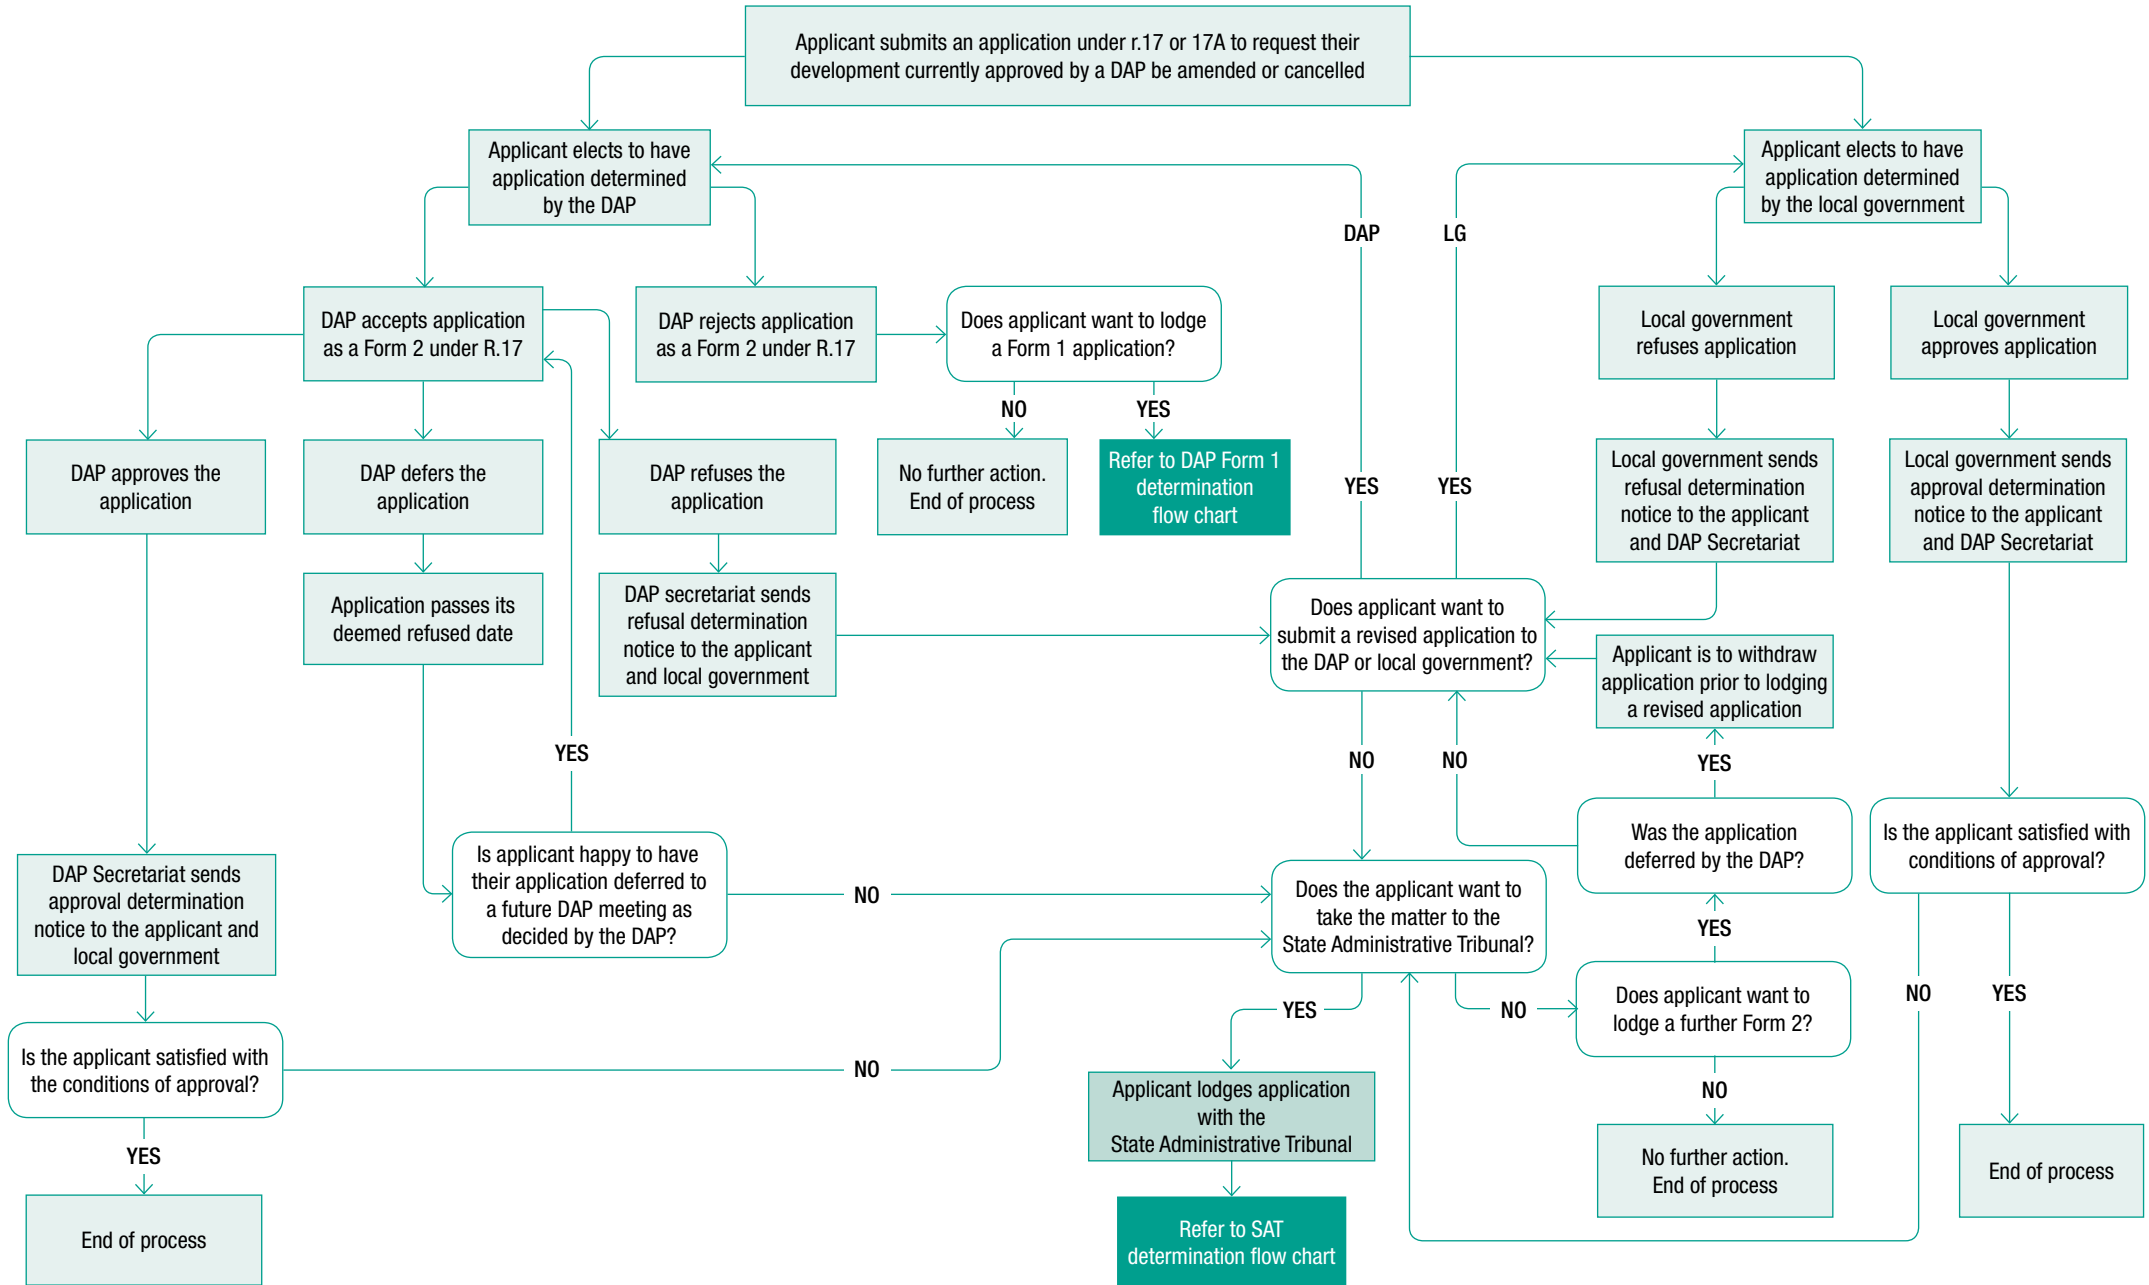 Applicant submits an application under r.17 or 17A to request their
development currently approved by a DAP be amended or cancelled
Applicant elects to have
application determined
by the DAP
Applicant elects to have
application determined
by the local government
DAP
LG
DAP accepts application
as a Form 2 under R.17
DAP rejects application
as a Form 2 under R.17
Does applicant want to lodge
a Form 1 application?
Local government
refuses application
Local government
approves application
NO
YES
DAP approves the
application
DAP defers the
application
DAP refuses the
application
No further action.
End of process
Refer to DAP Form 1
determination
flow chart
YES
YES
Local government sends
refusal determination
notice to the applicant
and DAP Secretariat
Local government sends
approval determination
notice to the applicant
and DAP Secretariat
Application passes its
deemed refused date
DAP secretariat sends
refusal determination
notice to the applicant
and local government
Does applicant want to
submit a revised application to
the DAP or local government?
Applicant is to withdraw
application prior to lodging
a revised application
YES
NO
NO
YES
Is applicant happy to have
their application deferred to
a future DAP meeting as
decided by the DAP?
Was the application
deferred by the DAP?
Is the applicant satisfied with
conditions of approval?
DAP Secretariat sends
approval determination
notice to the applicant and
local government
NO
Does the applicant want to
take the matter to the
State Administrative Tribunal?
YES
YES
NO
Does applicant want to
lodge a further Form 2?
NO
YES
Is the applicant satisfied with
the conditions of approval?
NO
Applicant lodges application
with the
State Administrative Tribunal
NO
YES
No further action.
End of process
End of process
End of process
Refer to SAT
determination flow chart